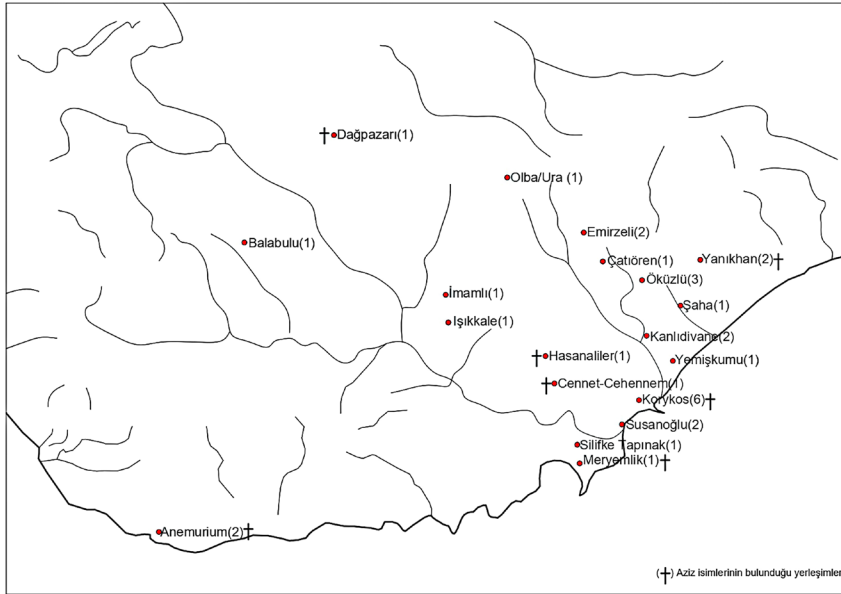 †Dağpazarı(1)
Olba/Ura (1)
Emirzeli(2)
Balabulu(1)
Çatıören(1)
Yanıkhan(2)†
Öküzlü(3)
İmamlı(1)
Şaha(1)
Işıkkale(1)
Kanlıdivane(2)
†Hasanaliler(1)
Yemişkumu(1)
†Cennet-Cehennem(1)
Korykos(6)†
Susanoğlu(2)
Silifke Tapınak(1)
Meryemlik(1)†
Anemurium(2)†
(†) Aziz isimlerinin bulunduğu yerleşimler